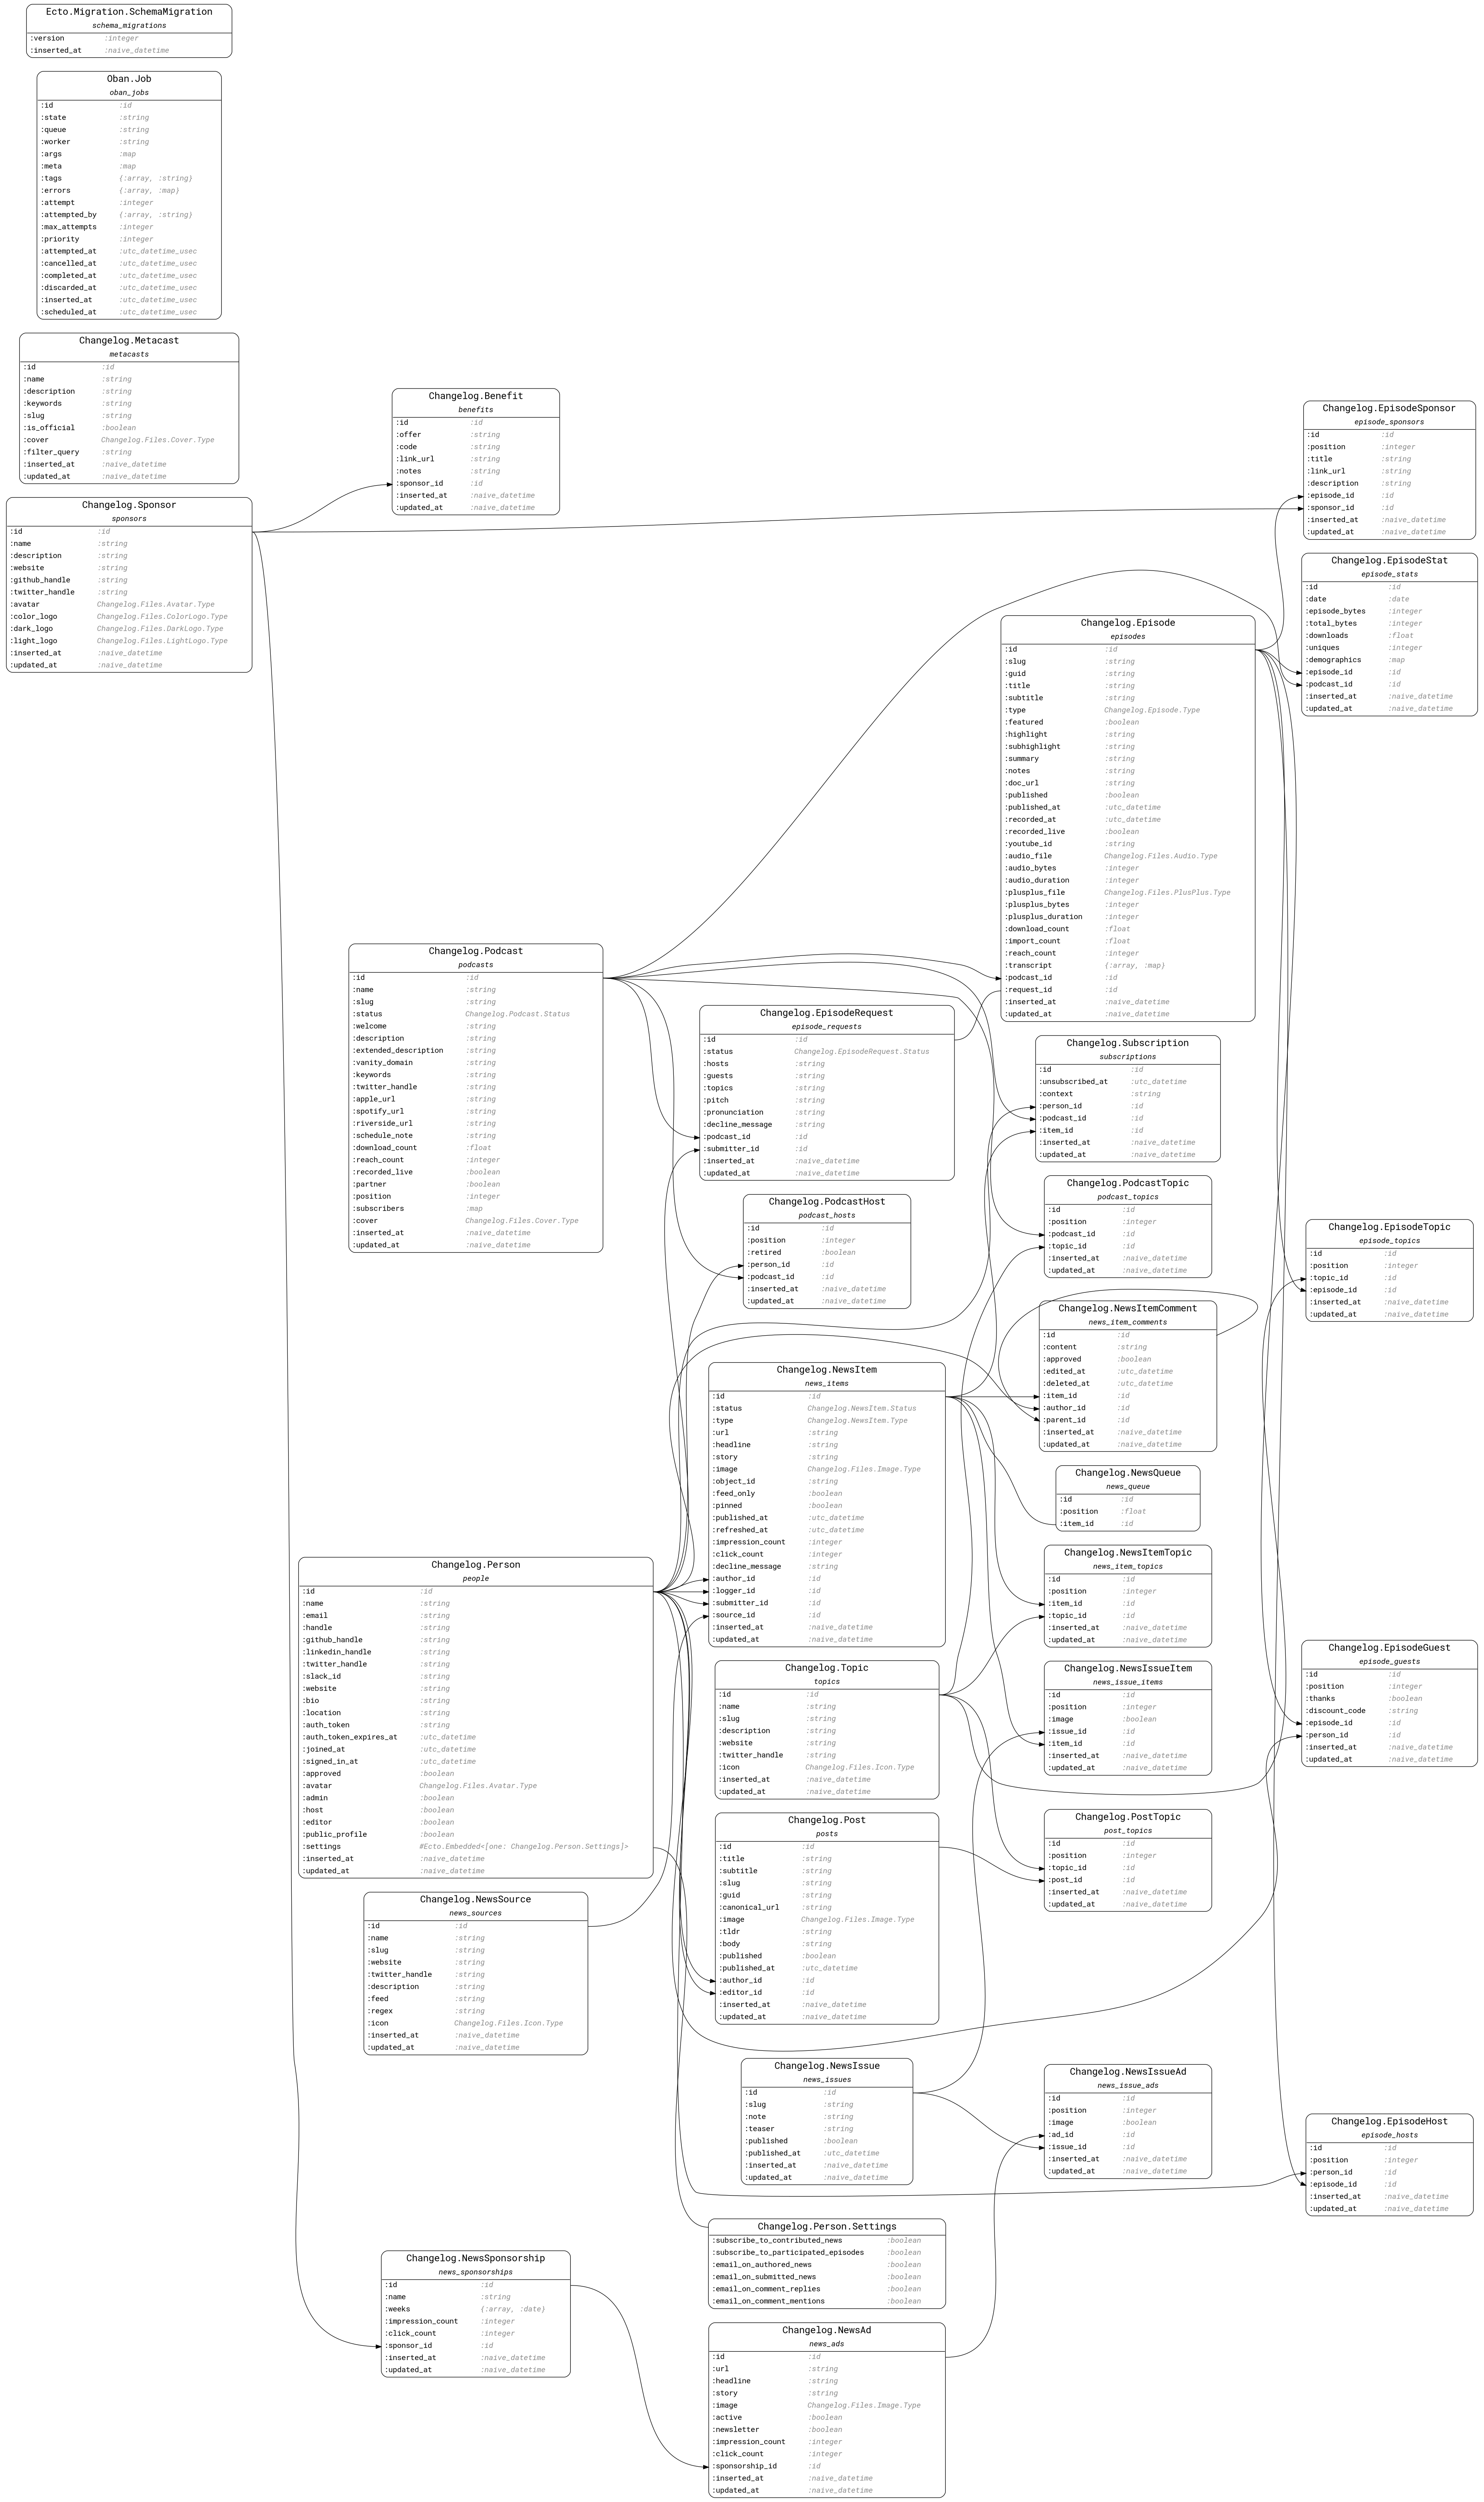 Ecto.Migration.SchemaMigration
schema_migrations
:version :integer
:inserted_at :naive_datetime
Oban.Job
oban_jobs
:id :id
:state :string
:queue :string
:worker :string
:args :map
:meta :map
:tags {:array, :string}
:errors {:array, :map}
:attempt :integer
:attempted_by {:array, :string}
:max_attempts :integer
:priority :integer
:attempted_at :utc_datetime_usec
:cancelled_at :utc_datetime_usec
:completed_at :utc_datetime_usec
:discarded_at :utc_datetime_usec
:inserted_at :utc_datetime_usec
:scheduled_at :utc_datetime_usec
Changelog.Metacast
metacasts
:id :id
:name :string
:description :string
:keywords :string
:slug :string
:is_official :boolean
:cover Changelog.Files.Cover.Type
:filter_query :string
:inserted_at :naive_datetime
:updated_at :naive_datetime
Changelog.Sponsor
sponsors
:id :id
:name :string
:description :string
:website :string
:github_handle :string
:twitter_handle :string
:avatar Changelog.Files.Avatar.Type
:color_logo Changelog.Files.ColorLogo.Type
:dark_logo Changelog.Files.DarkLogo.Type
:light_logo Changelog.Files.LightLogo.Type
:inserted_at :naive_datetime
:updated_at :naive_datetime
Changelog.Benefit
benefits
:id :id
:offer :string
:code :string
:link_url :string
:notes :string
:sponsor_id :id
:inserted_at :naive_datetime
:updated_at :naive_datetime
Changelog.Podcast
podcasts
:id :id
:name :string
:slug :string
:status Changelog.Podcast.Status
:welcome :string
:description :string
:extended_description :string
:vanity_domain :string
:keywords :string
:twitter_handle :string
:apple_url :string
:spotify_url :string
:riverside_url :string
:schedule_note :string
:download_count :float
:reach_count :integer
:recorded_live :boolean
:partner :boolean
:position :integer
:subscribers :map
:cover Changelog.Files.Cover.Type
:inserted_at :naive_datetime
:updated_at :naive_datetime
Changelog.Person
people
:id :id
:name :string
:email :string
:handle :string
:github_handle :string
:linkedin_handle :string
:twitter_handle :string
:slack_id :string
:website :string
:bio :string
:location :string
:auth_token :string
:auth_token_expires_at :utc_datetime
:joined_at :utc_datetime
:signed_in_at :utc_datetime
:approved :boolean
:avatar Changelog.Files.Avatar.Type
:admin :boolean
:host :boolean
:editor :boolean
:public_profile :boolean
:settings #Ecto.Embedded<[one: Changelog.Person.Settings]>
:inserted_at :naive_datetime
:updated_at :naive_datetime
Changelog.NewsSource
news_sources
:id :id
:name :string
:slug :string
:website :string
:twitter_handle :string
:description :string
:feed :string
:regex :string
:icon Changelog.Files.Icon.Type
:inserted_at :naive_datetime
:updated_at :naive_datetime
Changelog.NewsSponsorship
news_sponsorships
:id :id
:name :string
:weeks {:array, :date}
:impression_count :integer
:click_count :integer
:sponsor_id :id
:inserted_at :naive_datetime
:updated_at :naive_datetime
Changelog.EpisodeRequest
episode_requests
:id :id
:status Changelog.EpisodeRequest.Status
:hosts :string
:guests :string
:topics :string
:pitch :string
:pronunciation :string
:decline_message :string
:podcast_id :id
:submitter_id :id
:inserted_at :naive_datetime
:updated_at :naive_datetime
Changelog.PodcastHost
podcast_hosts
:id :id
:position :integer
:retired :boolean
:person_id :id
:podcast_id :id
:inserted_at :naive_datetime
:updated_at :naive_datetime
Changelog.NewsItem
news_items
:id :id
:status Changelog.NewsItem.Status
:type Changelog.NewsItem.Type
:url :string
:headline :string
:story :string
:image Changelog.Files.Image.Type
:object_id :string
:feed_only :boolean
:pinned :boolean
:published_at :utc_datetime
:refreshed_at :utc_datetime
:impression_count :integer
:click_count :integer
:decline_message :string
:author_id :id
:logger_id :id
:submitter_id :id
:source_id :id
:inserted_at :naive_datetime
:updated_at :naive_datetime
Changelog.Topic
topics
:id :id
:name :string
:slug :string
:description :string
:website :string
:twitter_handle :string
:icon Changelog.Files.Icon.Type
:inserted_at :naive_datetime
:updated_at :naive_datetime
Changelog.Post
posts
:id :id
:title :string
:subtitle :string
:slug :string
:guid :string
:canonical_url :string
:image Changelog.Files.Image.Type
:tldr :string
:body :string
:published :boolean
:published_at :utc_datetime
:author_id :id
:editor_id :id
:inserted_at :naive_datetime
:updated_at :naive_datetime
Changelog.NewsIssue
news_issues
:id :id
:slug :string
:note :string
:teaser :string
:published :boolean
:published_at :utc_datetime
:inserted_at :naive_datetime
:updated_at :naive_datetime
Changelog.Person.Settings
:subscribe_to_contributed_news :boolean
:subscribe_to_participated_episodes :boolean
:email_on_authored_news :boolean
:email_on_submitted_news :boolean
:email_on_comment_replies :boolean
:email_on_comment_mentions :boolean
Changelog.NewsAd
news_ads
:id :id
:url :string
:headline :string
:story :string
:image Changelog.Files.Image.Type
:active :boolean
:newsletter :boolean
:impression_count :integer
:click_count :integer
:sponsorship_id :id
:inserted_at :naive_datetime
:updated_at :naive_datetime
Changelog.Episode
episodes
:id :id
:slug :string
:guid :string
:title :string
:subtitle :string
:type Changelog.Episode.Type
:featured :boolean
:highlight :string
:subhighlight :string
:summary :string
:notes :string
:doc_url :string
:published :boolean
:published_at :utc_datetime
:recorded_at :utc_datetime
:recorded_live :boolean
:youtube_id :string
:audio_file Changelog.Files.Audio.Type
:audio_bytes :integer
:audio_duration :integer
:plusplus_file Changelog.Files.PlusPlus.Type
:plusplus_bytes :integer
:plusplus_duration :integer
:download_count :float
:import_count :float
:reach_count :integer
:transcript {:array, :map}
:podcast_id :id
:request_id :id
:inserted_at :naive_datetime
:updated_at :naive_datetime
Changelog.Subscription
subscriptions
:id :id
:unsubscribed_at :utc_datetime
:context :string
:person_id :id
:podcast_id :id
:item_id :id
:inserted_at :naive_datetime
:updated_at :naive_datetime
Changelog.PodcastTopic
podcast_topics
:id :id
:position :integer
:podcast_id :id
:topic_id :id
:inserted_at :naive_datetime
:updated_at :naive_datetime
Changelog.NewsItemComment
news_item_comments
:id :id
:content :string
:approved :boolean
:edited_at :utc_datetime
:deleted_at :utc_datetime
:item_id :id
:author_id :id
:parent_id :id
:inserted_at :naive_datetime
:updated_at :naive_datetime
Changelog.NewsQueue
news_queue
:id :id
:position :float
:item_id :id
Changelog.NewsItemTopic
news_item_topics
:id :id
:position :integer
:item_id :id
:topic_id :id
:inserted_at :naive_datetime
:updated_at :naive_datetime
Changelog.NewsIssueItem
news_issue_items
:id :id
:position :integer
:image :boolean
:issue_id :id
:item_id :id
:inserted_at :naive_datetime
:updated_at :naive_datetime
Changelog.PostTopic
post_topics
:id :id
:position :integer
:topic_id :id
:post_id :id
:inserted_at :naive_datetime
:updated_at :naive_datetime
Changelog.NewsIssueAd
news_issue_ads
:id :id
:position :integer
:image :boolean
:ad_id :id
:issue_id :id
:inserted_at :naive_datetime
:updated_at :naive_datetime
Changelog.EpisodeSponsor
episode_sponsors
:id :id
:position :integer
:title :string
:link_url :string
:description :string
:episode_id :id
:sponsor_id :id
:inserted_at :naive_datetime
:updated_at :naive_datetime
Changelog.EpisodeStat
episode_stats
:id :id
:date :date
:episode_bytes :integer
:total_bytes :integer
:downloads :float
:uniques :integer
:demographics :map
:episode_id :id
:podcast_id :id
:inserted_at :naive_datetime
:updated_at :naive_datetime
Changelog.EpisodeTopic
episode_topics
:id :id
:position :integer
:topic_id :id
:episode_id :id
:inserted_at :naive_datetime
:updated_at :naive_datetime
Changelog.EpisodeGuest
episode_guests
:id :id
:position :integer
:thanks :boolean
:discount_code :string
:episode_id :id
:person_id :id
:inserted_at :naive_datetime
:updated_at :naive_datetime
Changelog.EpisodeHost
episode_hosts
:id :id
:position :integer
:person_id :id
:episode_id :id
:inserted_at :naive_datetime
:updated_at :naive_datetime